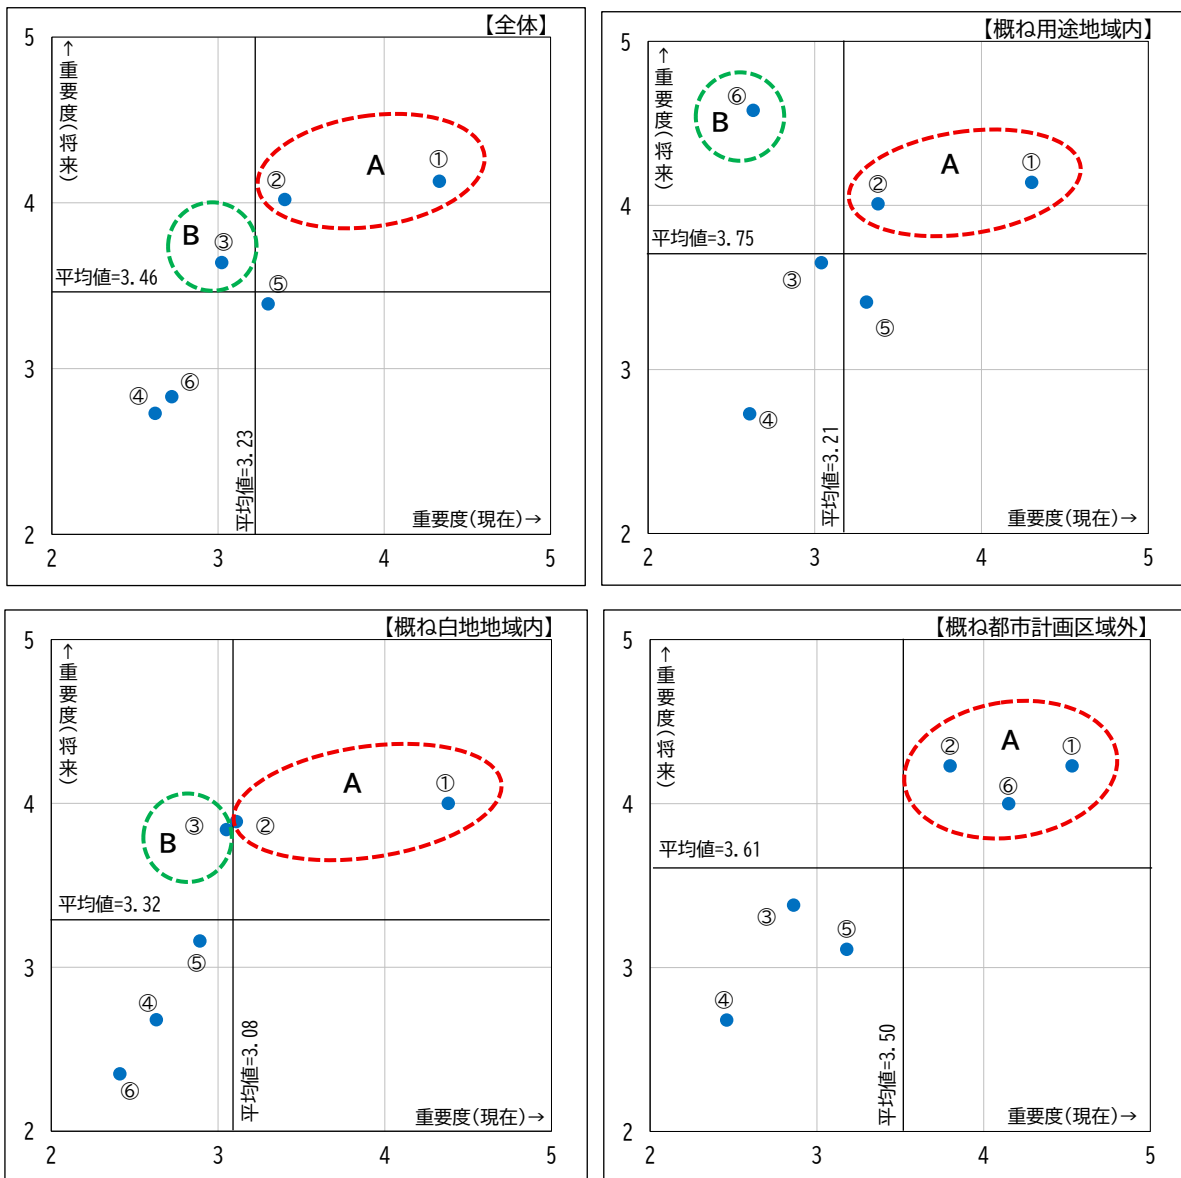 【全体】
5
4
3
2
↑重要度(将来)
A
①
②
B
③
平均値=3.46
⑤
④
⑥
平均値=3.23
重要度(現在)→
2
3
4
5
【概ね用途地域内】
5
4
3
2
↑重要度(将来)
⑥
B
A
①
②
平均値=3.75
③
⑤
④
平均値=3.21
重要度(現在)→
2
3
4
5
【概ね白地地域内】
5
4
3
2
↑重要度(将来)
A
①
B
③
②
平均値=3.32
⑤
④
⑥
平均値=3.08
重要度(現在)→
2
3
4
5
【概ね都市計画区域外】
5
4
3
2
↑重要度(将来)
②
A
①
⑥
平均値=3.61
③
⑤
④
平均値=3.50
重要度(現在)→
2
3
4
5